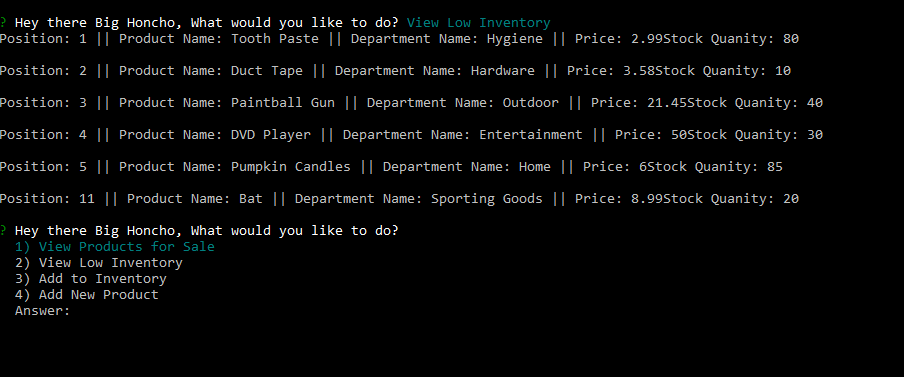 ? Hey there Big Honcho, What would you like to do? View Low Inventory
Position: 1 || Product Name: Tooth Paste || Department Name: Hygiene || Price: 2.99Stock Quanity: 80
Position: 2 || Product Name: Duct Tape || Department Name: Hardware || Price: 3.58Stock Quanity: 10
Position: 3 || Product Name: Paintball Gun || Department Name: Outdoor || Price: 21.45Stock Quanity: 40
Position: 4 || Product Name: DVD Player || Department Name: Entertainment || Price: 50Stock Quanity: 30
Position: 5 || Product Name: Pumpkin Candles || Department Name: Home || Price: 6Stock Quanity: 85
Position: 11 || Product Name: Bat || Department Name: Sporting Goods || Price: 8.99Stock Quanity: 20
? Hey there Big Honcho, What would you like to do?
1) View Products for Sale
2) View Low Inventory
3) Add to Inventory
4) Add New Product
Answer: